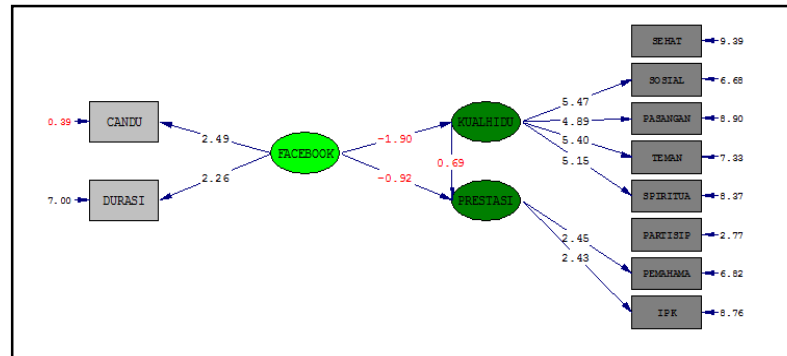 SEHAT 9.39
SOSIAL 6.68
5.47
0.39 CANDU
KUALHIDU 4.89 PASANGAN 8.90
2.49 -1.90
5.40
FACEBOOK
0.69
TEMAN 7.33
5.15
2.26 -0.92
7.00 DURASI
PRESTASI
SPIRITUA 8.37
2.45 PARTISIP 2.77
2.43
PEMAHAMA 6.82
IPK 8.76